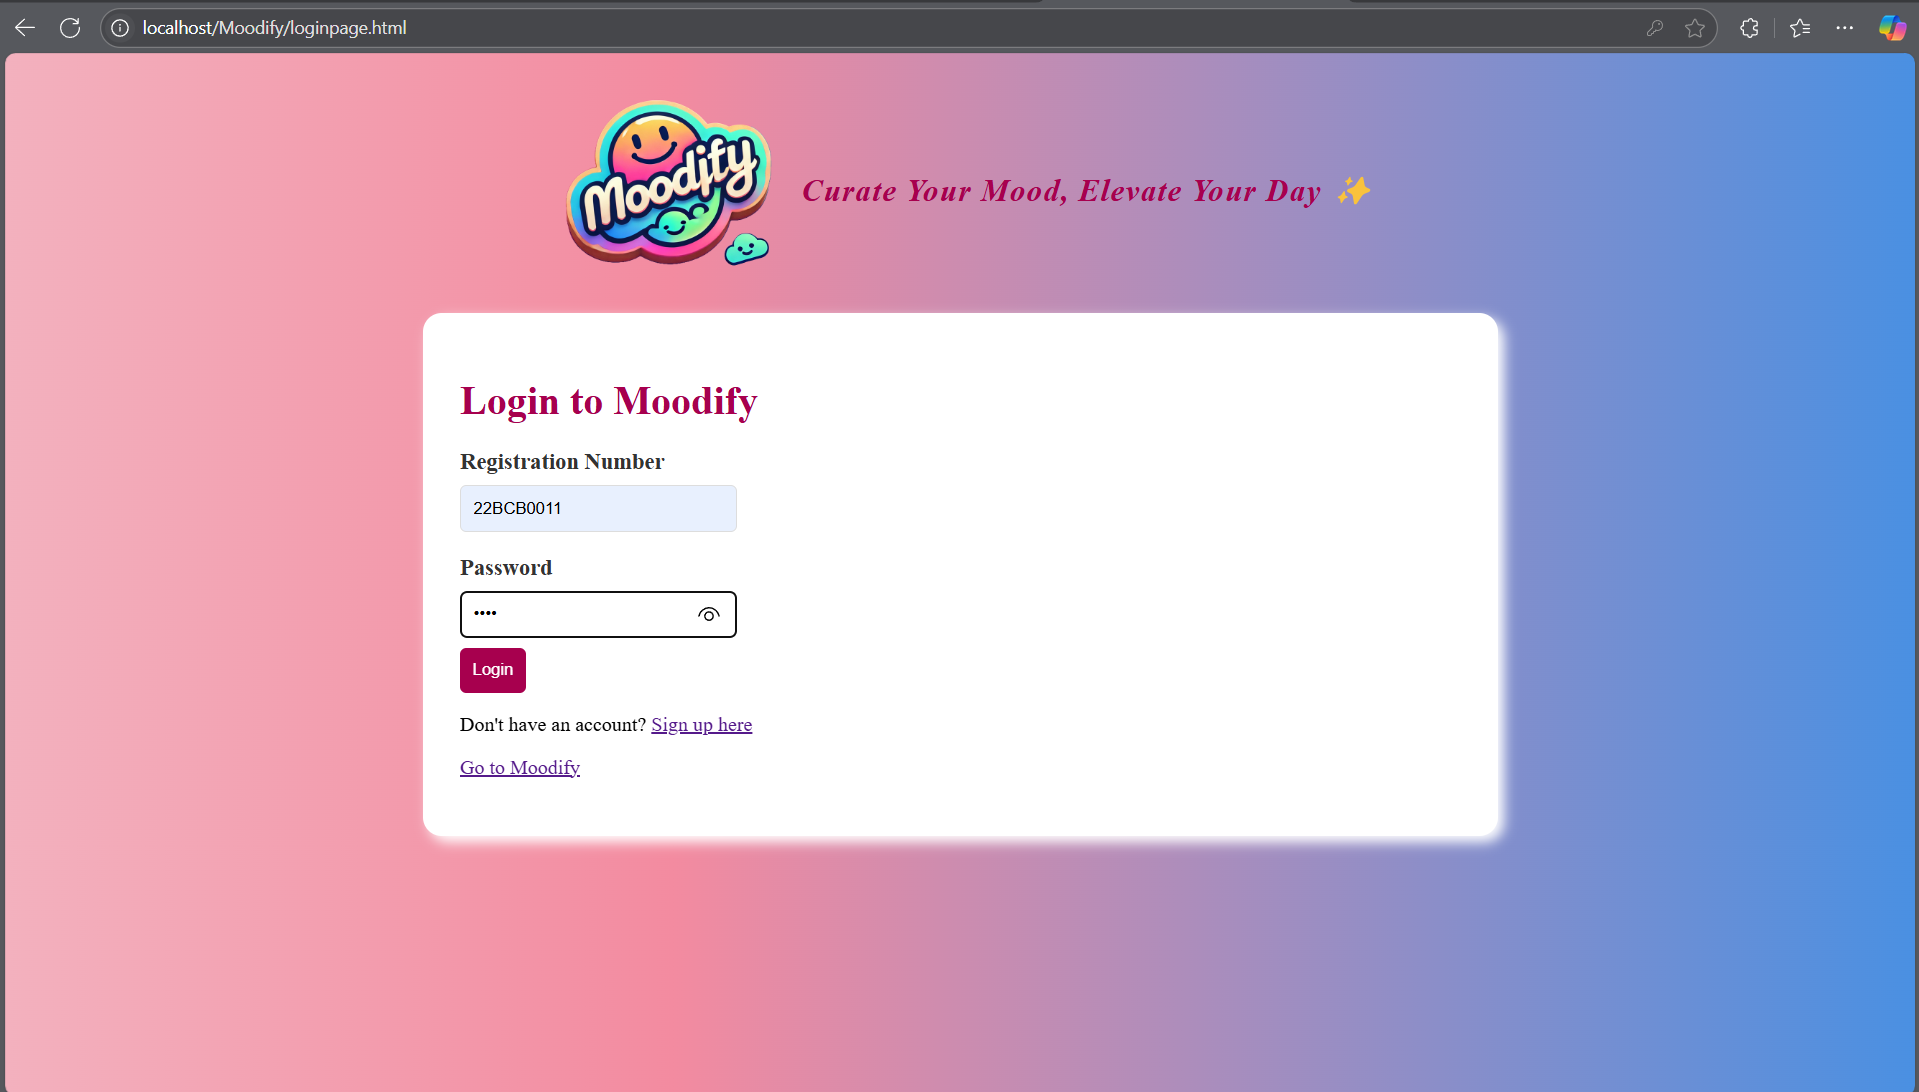 localhost/Moodify/loginpage.html
Moodify
Curate Your Mood, Elevate Your Day ✨
Login to Moodify
Registration Number
22BCB0011
Password
••••
Login
Don't have an account? Sign up here
Go to Moodify